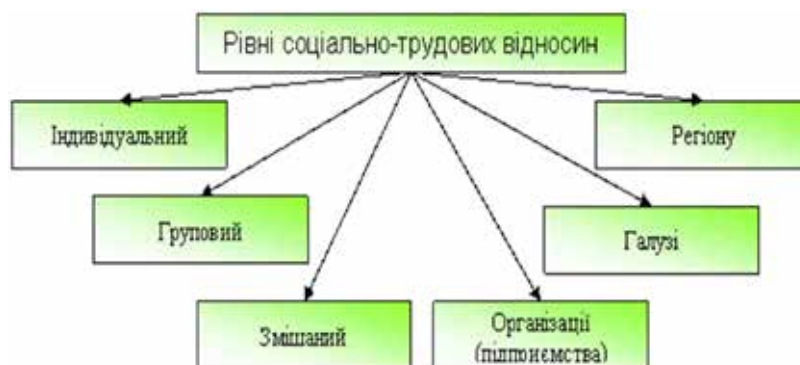 Рівні соціально-трудових відносин
Індивідуальний
Регіону
Груповий
Галузі
Змішаний
Організації
(підприємства)